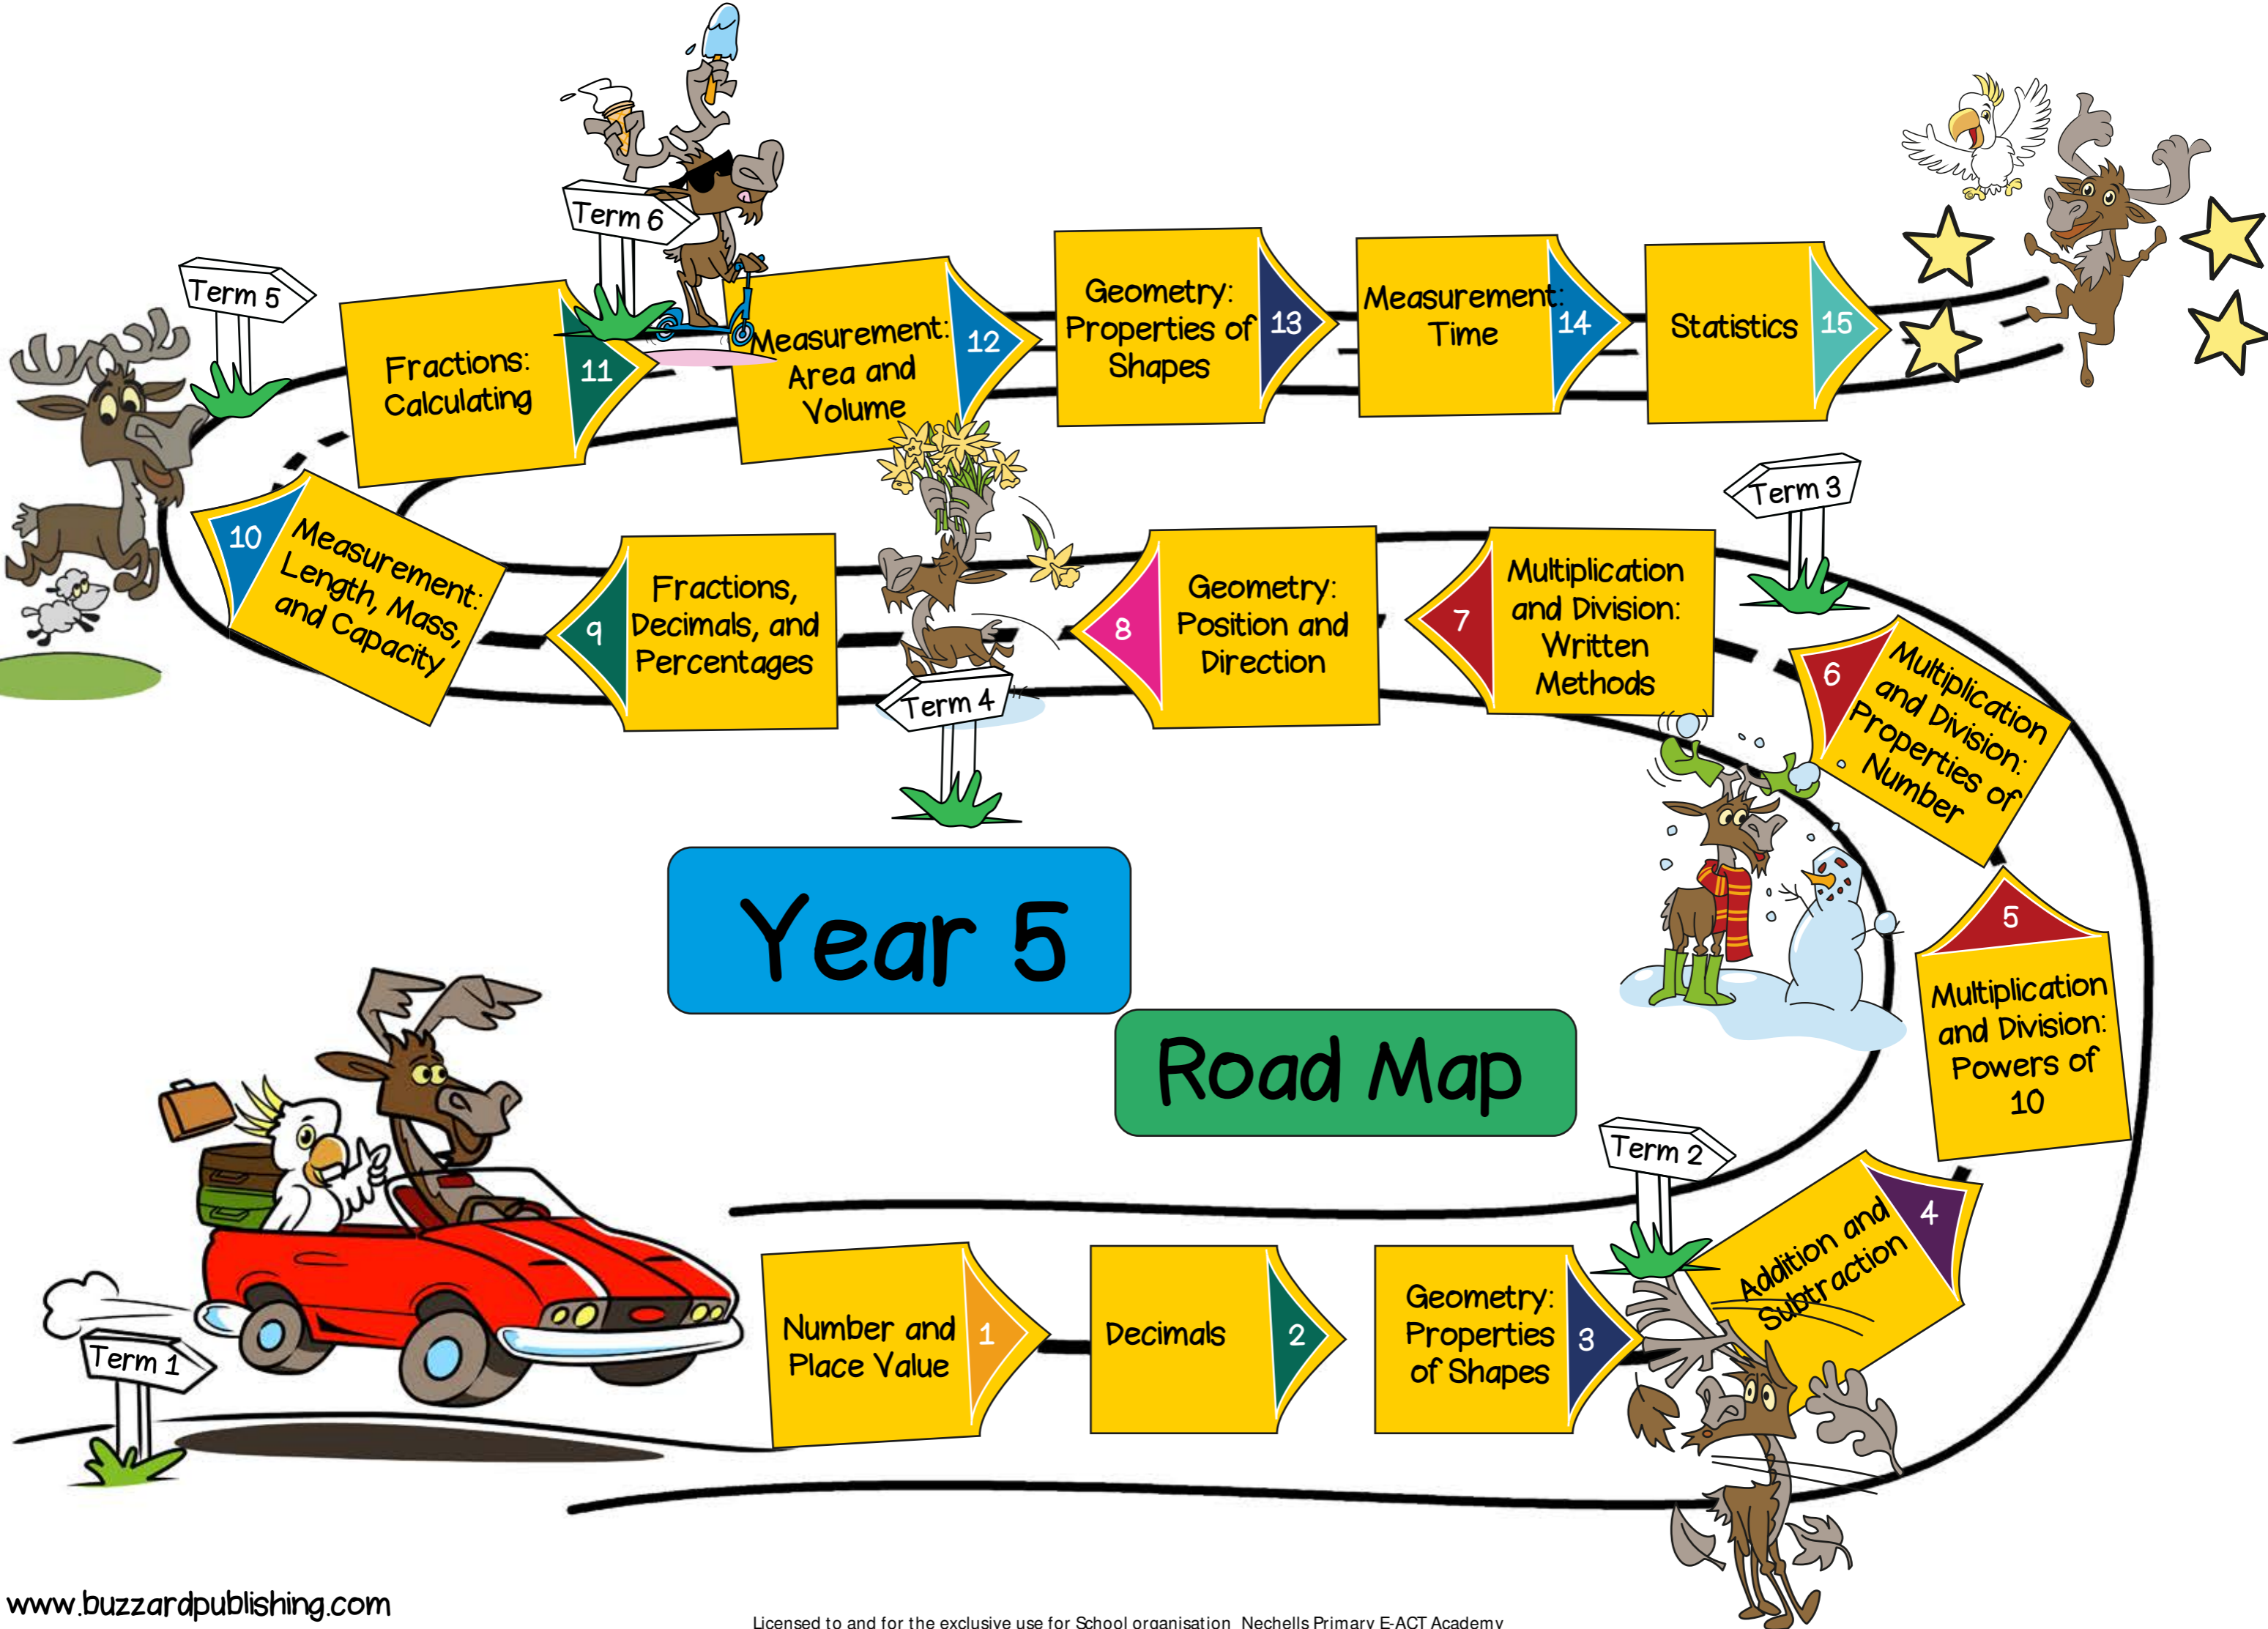 Year 5
Road Map
Term 1
Number and
Place Value
1
Decimals
2
Geometry:
Properties
of Shapes
3
Term 2
Addition and
Subtraction
4
Multiplication
and Division:
Powers of
10
5
Multiplication
and Division:
Properties of
Number
6
Term 3
Multiplication
and Division:
Written
Methods
7
Geometry:
Position and
Direction
8
Term 4
Fractions,
Decimals, and
Percentages
9
Measurement:
Length, Mass,
and Capacity
10
Term 5
Fractions:
Calculating
11
Term 6
Measurement:
Area and
Volume
12
Geometry:
Properties of
Shapes
13
Measurement:
Time
14
Statistics
15
www.buzzardpublishing.com
Licensed to and for the exclusive use for School organisation Nechells Primary E-ACT Academy